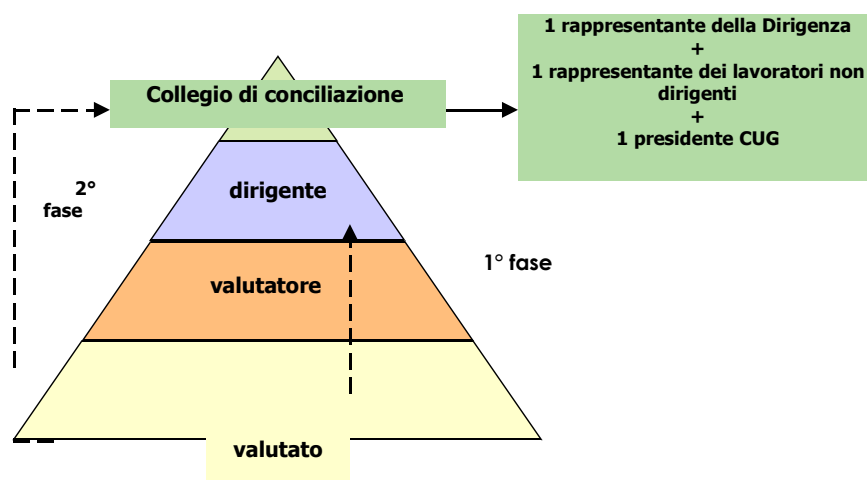 1 rappresentante della Dirigenza
+
1 rappresentante dei lavoratori non
dirigenti
+
1 presidente CUG
Collegio di conciliazione
dirigente
2°
fase
1° fase
valutatore
valutato